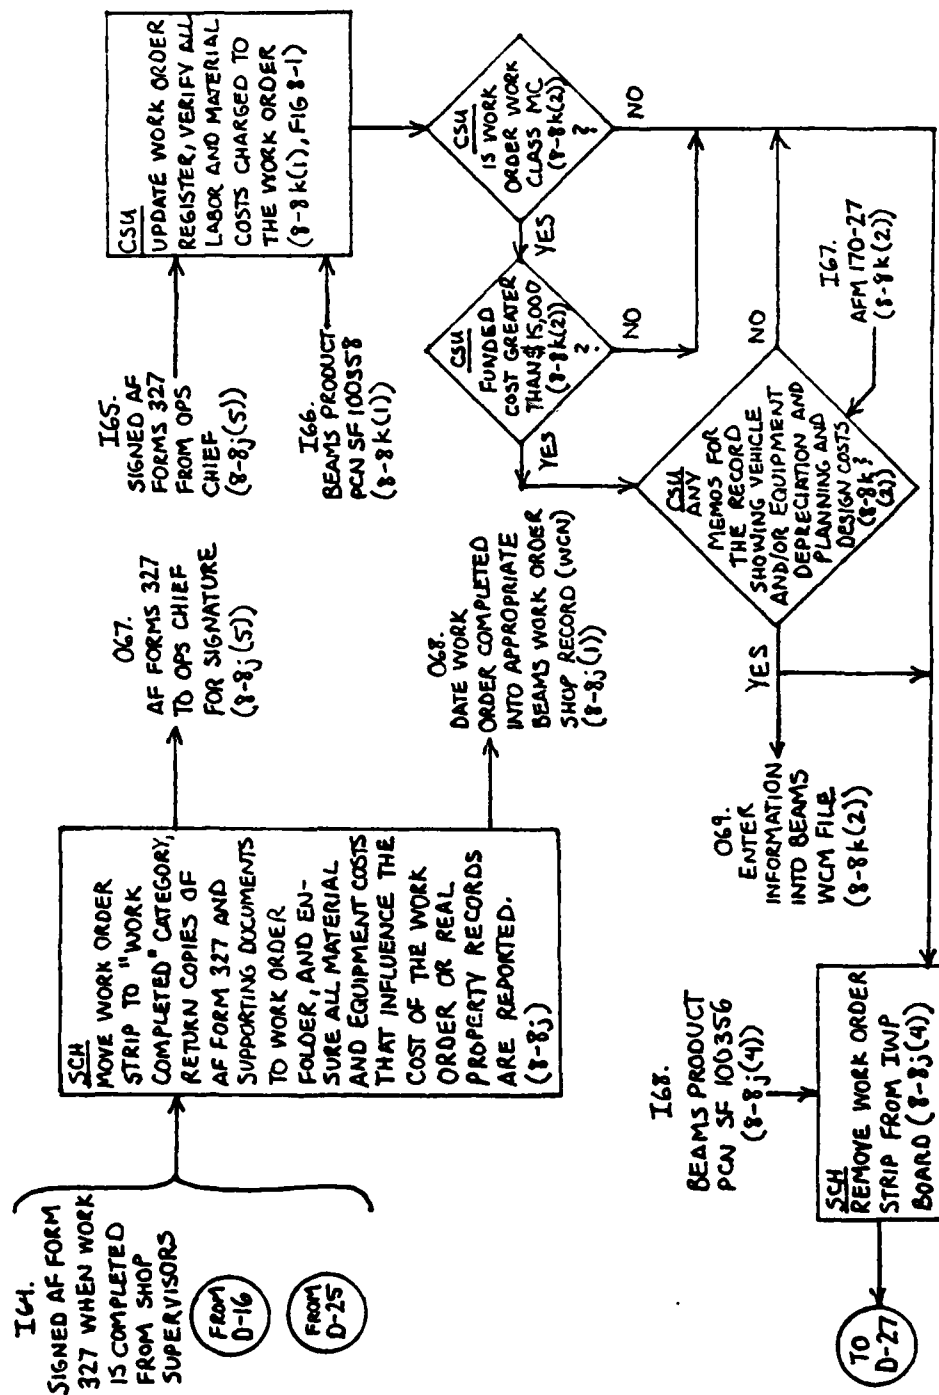 I64.
SIGNED AF FORM
327 WHEN WORK
IS COMPLETED
FROM SHOP
SUPERVISORS
FROM
D-16
FROM
D-25
SCH
MOVE WORK ORDER
STRIP TO "WORK
COMPLETED" CATEGORY,
RETURN COPIES OF
AF FORM 327 AND
SUPPORTING DOCUMENTS
TO WORK ORDER
FOLDER, AND EN-
SURE ALL MATERIAL
AND EQUIPMENT COSTS
THAT INFLUENCE THE
COST OF THE WORK
ORDER OR REAL
PROPERTY RECORDS
ARE REPORTED.
(8-8j)
O67.
AF FORMS 327
TO OPS CHIEF
FOR SIGNATURE
(8-8j(5))
O68.
DATE WORK
ORDER COMPLETED
INTO APPROPRIATE
BEAMS WORK ORDER
SHOP RECORD (WCN)
(8-8j(1))
I65.
SIGNED AF
FORMS 327
FROM OPS
CHIEF
(8-8j(5))
I66.
BEAMS PRODUCT
PCN SF 100358
(8-8k(1))
CSU
UPDATE WORK ORDER
REGISTER, VERIFY ALL
LABOR AND MATERIAL
COSTS CHARGED TO
THE WORK ORDER
(8-8k(1), FIG 8-1)
CSU
IS WORK
ORDER WORK
CLASS MC
(8-8k(2))
?
YES
NO
CSU
FUNDED
COST GREATER
THAN $15,000
(8-8k(2))
?
YES
NO
CSU
ANY
MEMOS FOR
THE RECORD
SHOWING VEHICLE
AND/OR EQUIPMENT
DEPRECIATION AND
PLANNING AND
DESIGN COSTS
(8-8k ?
(2))
YES
NO
I67.
AFM 170-27
(8-8k(2))
O69.
ENTER
INFORMATION
INTO BEAMS
WCM FILE
(8-8k(2))
I68.
BEAMS PRODUCT
PCN SF 100356
(8-8j(4))
SCH
REMOVE WORK ORDER
STRIP FROM IWP
BOARD (8-8j(4))
TO
D-27